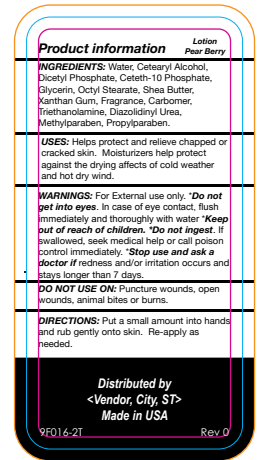 Product information
Lotion
Pear Berry
INGREDIENTS: Water, Cetearyl Alcohol,
Dicetyl Phosphate, Ceteth-10 Phosphate,
Glycerin, Octyl Stearate, Shea Butter,
Xanthan Gum, Fragrance, Carbomer,
Triethanolamine, Diazolidinyl Urea,
Methylparaben, Propylparaben.
USES: Helps protect and relieve chapped or
cracked skin. Moisturizers help protect
against the drying affects of cold weather
and hot dry wind.
WARNINGS: For External use only. *Do not
get into eyes. In case of eye contact, flush
immediately and thoroughly with water *Keep
out of reach of children. *Do not ingest. If
swallowed, seek medical help or call poison
control immediately. *Stop use and ask a
doctor if redness and/or irritation occurs and
stays longer than 7 days.
DO NOT USE ON: Puncture wounds, open
wounds, animal bites or burns.
DIRECTIONS: Put a small amount into hands
and rub gently onto skin. Re-apply as
needed.
Distributed by
<Vendor, City, ST>
Made in USA
9F016-2T Rev 0